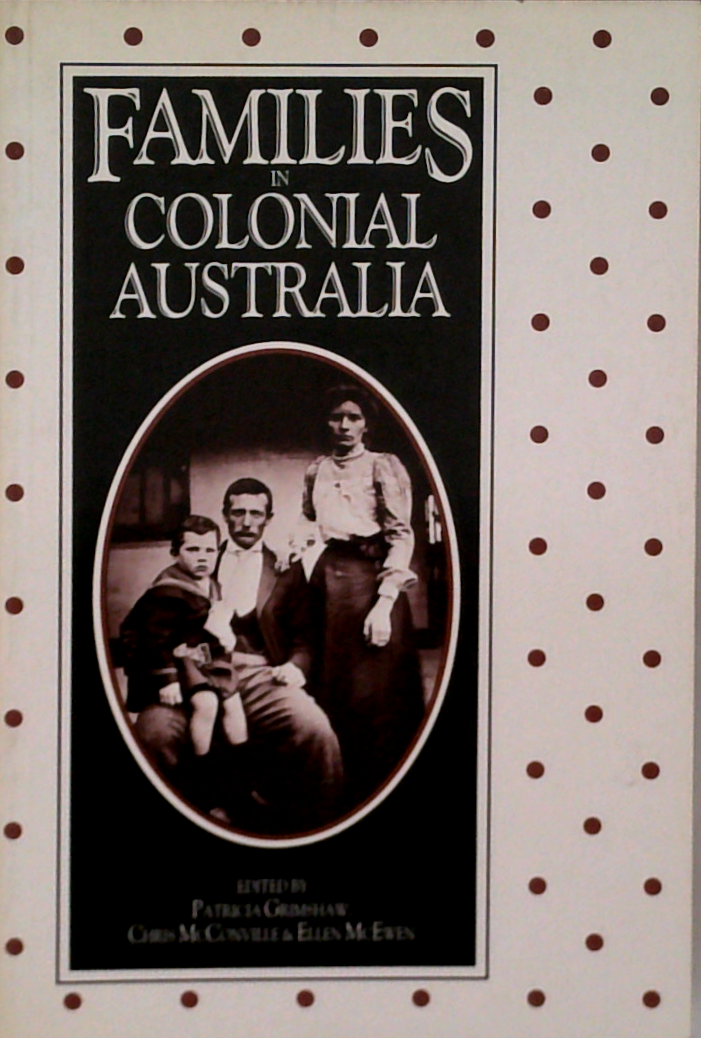 FAMILIES
IN
COLONIAL
AUSTRALIA
EDITED BY
PATRICIA GRIMSHAW
CHRIS MCCONVILLE & ELLEN MCEWEN